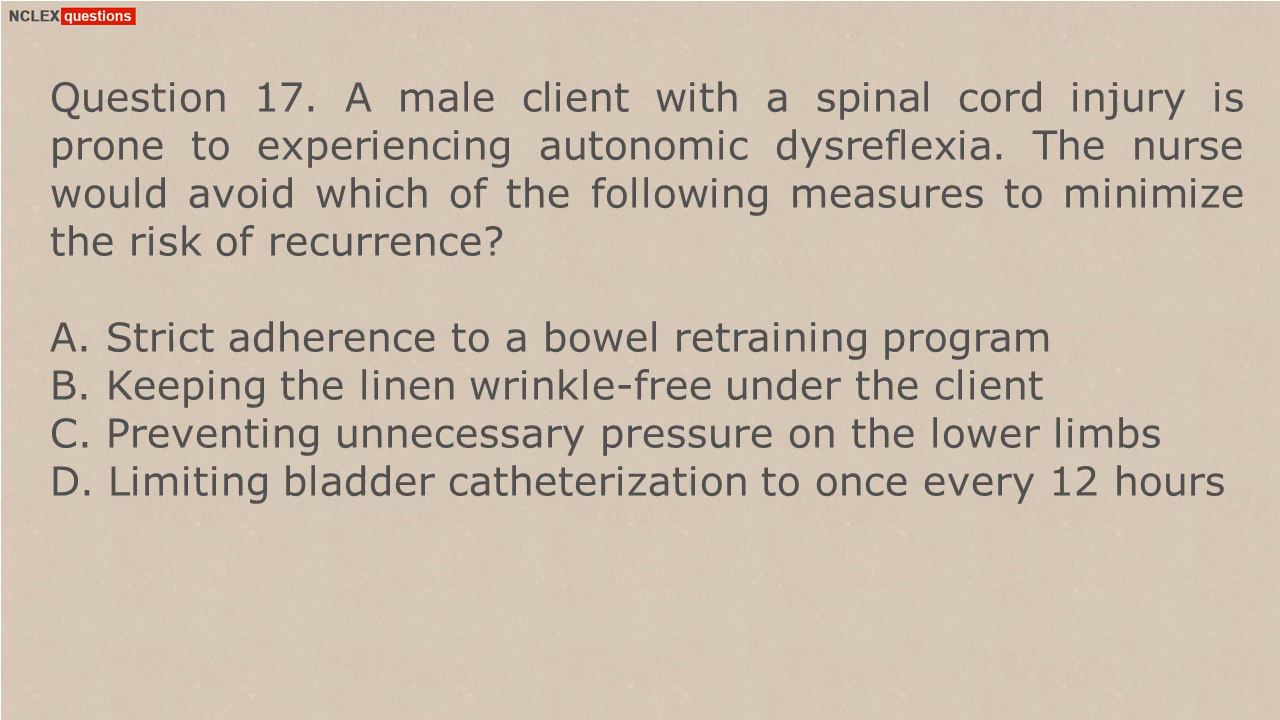 NCLEX questions
Question 17. A male client with a spinal cord injury is
prone to experiencing autonomic dysreflexia. The nurse
would avoid which of the following measures to minimize
the risk of recurrence?
A. Strict adherence to a bowel retraining program
B. Keeping the linen wrinkle-free under the client
C. Preventing unnecessary pressure on the lower limbs
D. Limiting bladder catheterization to once every 12 hours